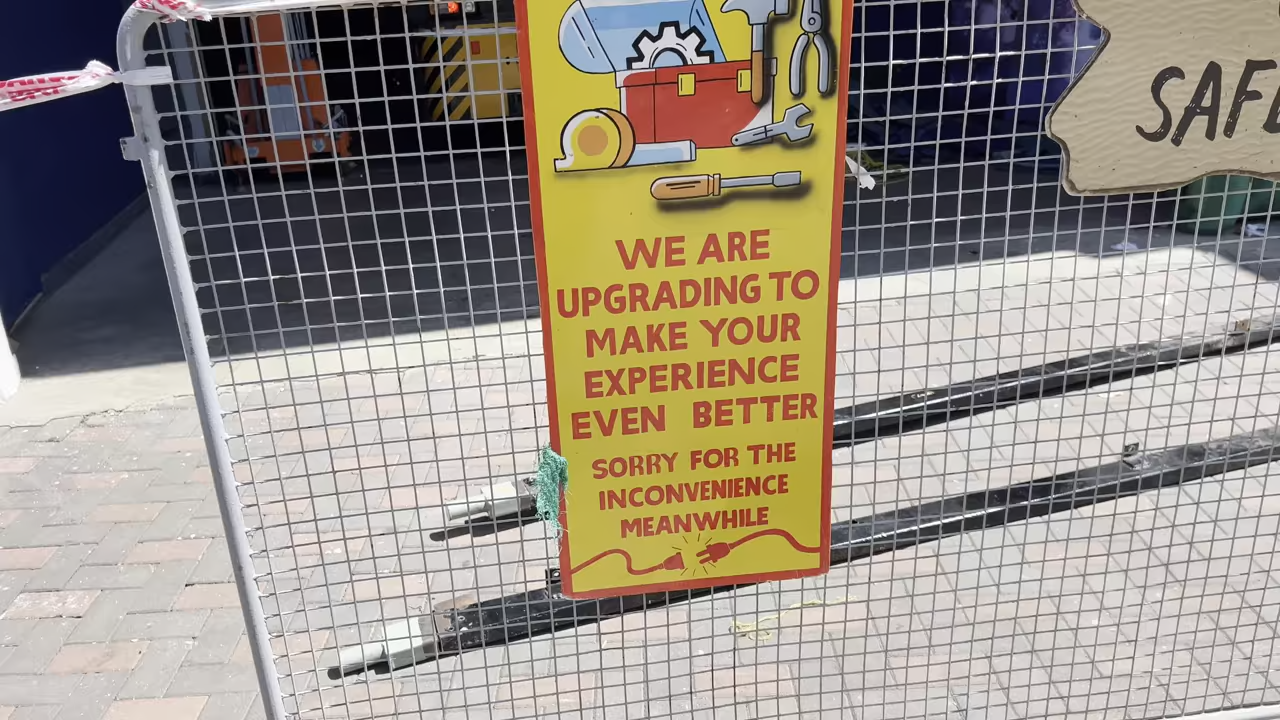 WE ARE
UPGRADING TO
MAKE YOUR
EXPERIENCE
EVEN BETTER
SORRY FOR THE
INCONVENIENCE
MEANWHILE